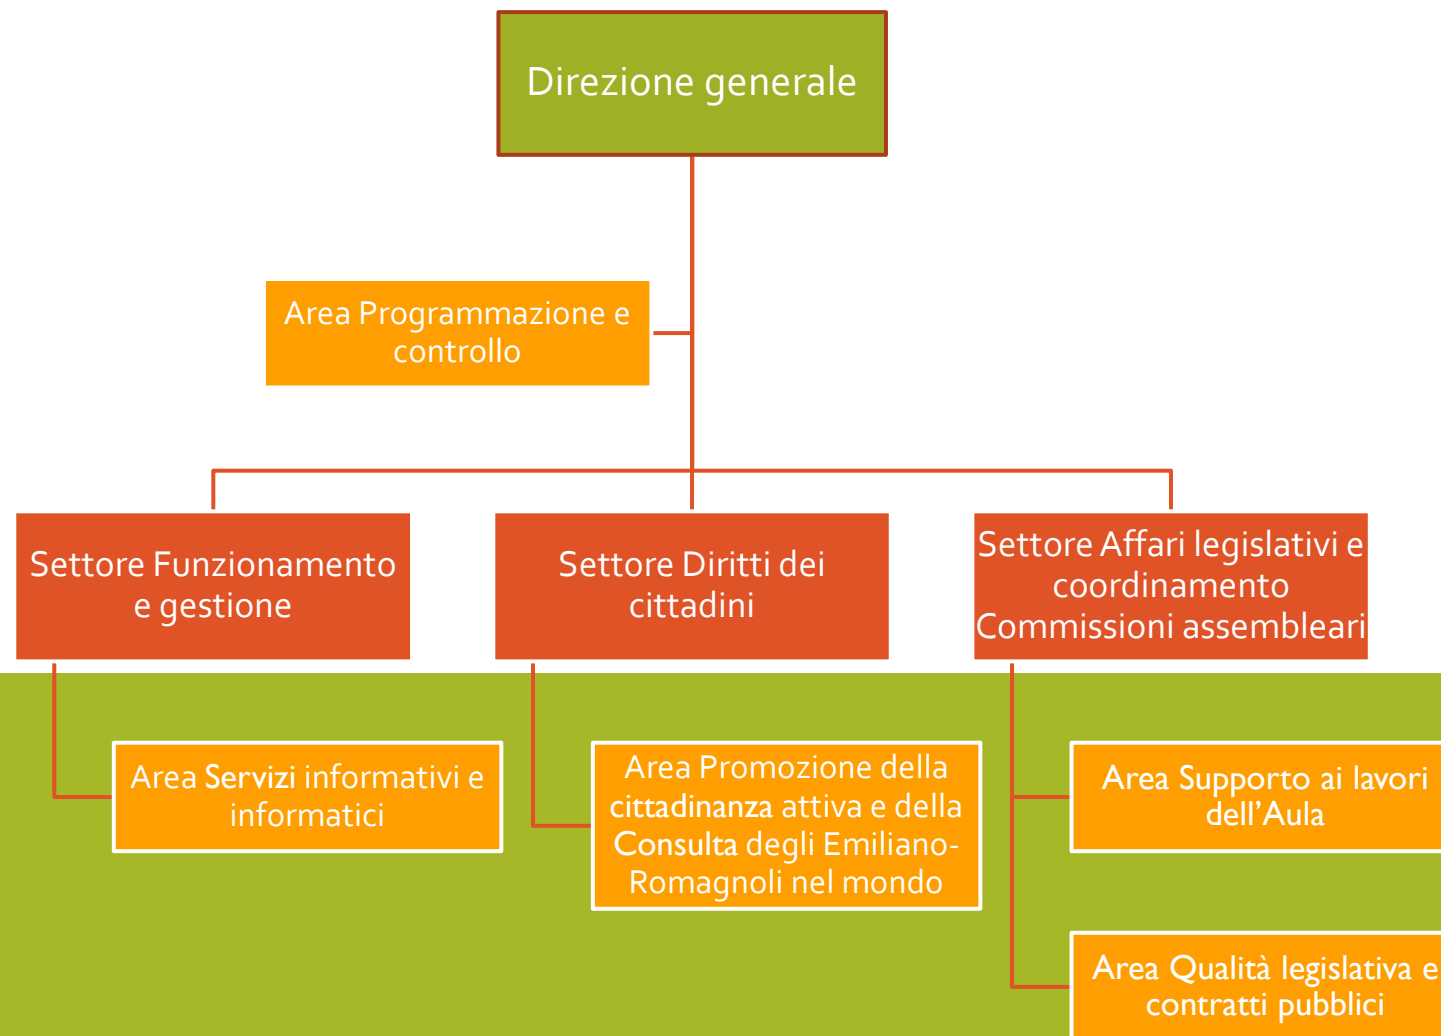 Direzione generale
Area Programmazione e
controllo
Settore Funzionamento
e gestione
Settore Diritti dei
cittadini
Settore Affari legislativi e
coordinamento
Commissioni assembleari
Area Servizi informativi e
informatici
Area Promozione della
cittadinanza attiva e della
Consulta degli Emiliano-
Romagnoli nel mondo
Area Supporto ai lavori
dell’Aula
Area Qualità legislativa e
contratti pubblici